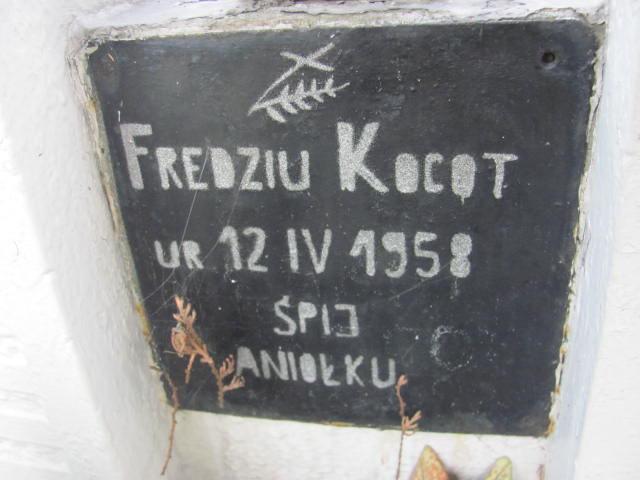 FREDZIU KOCOT
UR 12 IV 1958
ŚPIJ
ANIOŁKU